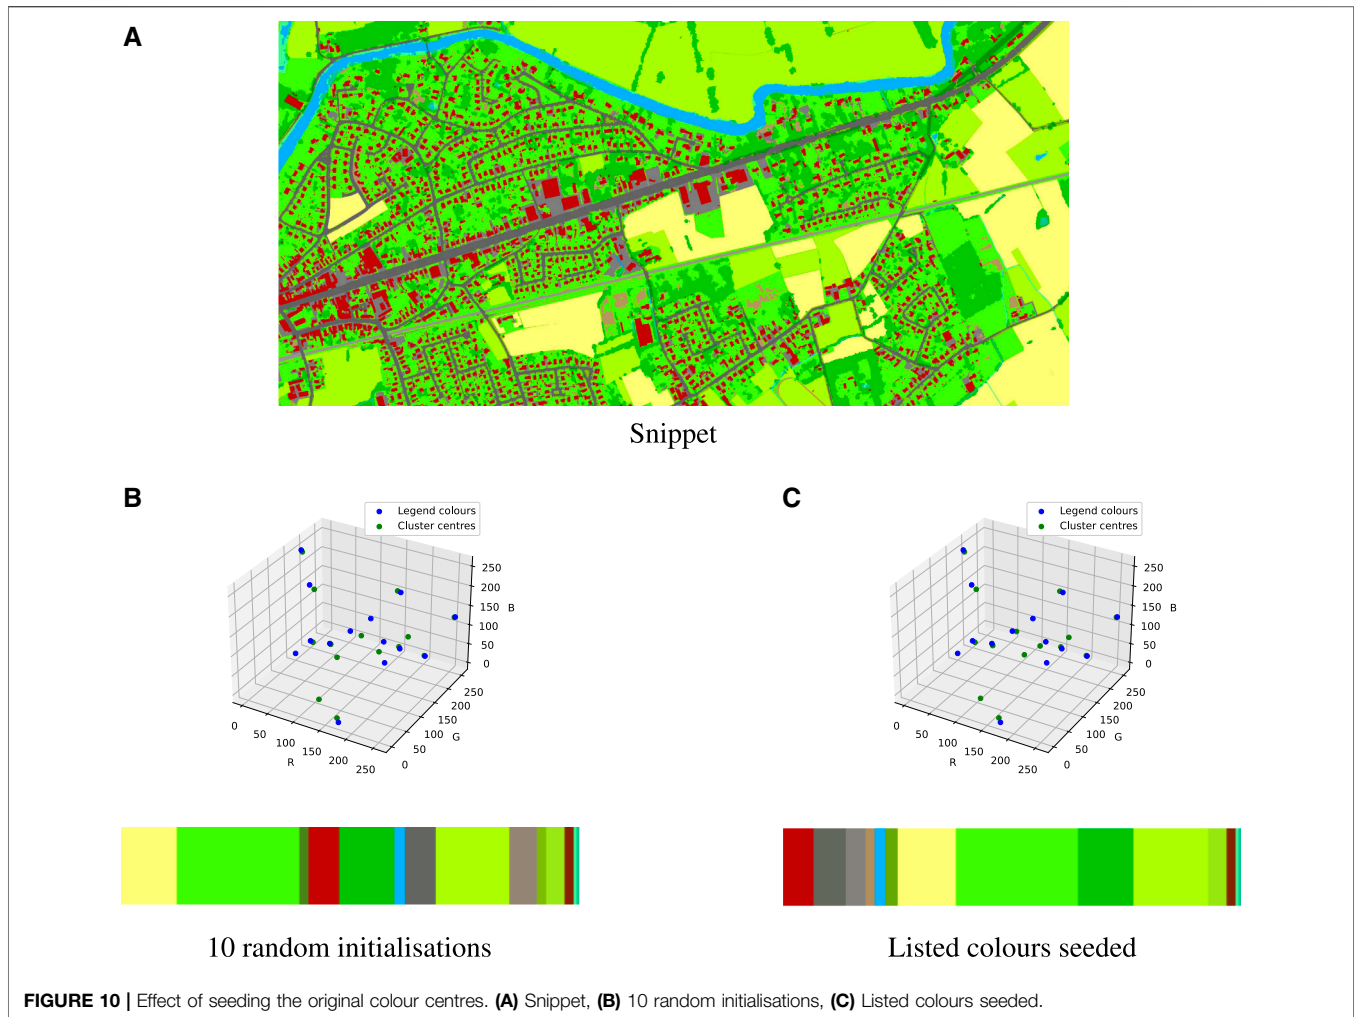 A
Snippet
B
Legend colours
Cluster centres
250
200
150
100
50
0
B
250
200
150
100
50
0
G
0
50
100
150
200
250
R
10 random initialisations
C
Legend colours
Cluster centres
250
200
150
100
50
0
B
250
200
150
100
50
0
G
0
50
100
150
200
250
R
Listed colours seeded
FIGURE 10 | Effect of seeding the original colour centres. (A) Snippet, (B) 10 random initialisations, (C) Listed colours seeded.